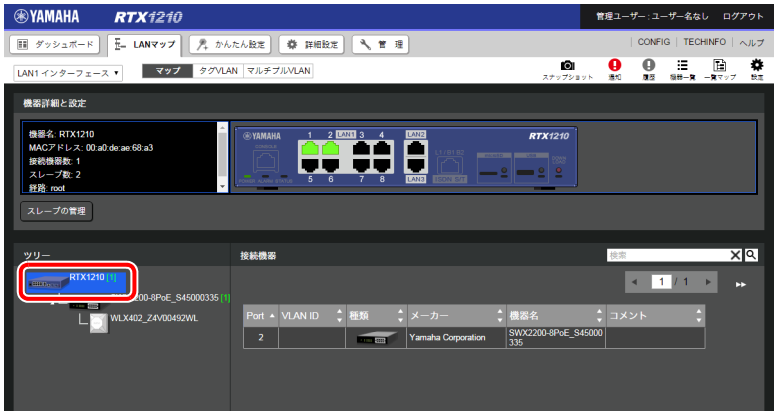 YAMAHA RTX1210 管理ユーザー : ユーザー名なし ログアウト
ダッシュボード LANマップ かんたん設定 詳細設定 管 理 CONFIG | TECHINFO | ヘルプ
LAN1 インターフェース ▼ マップ タグVLAN マルチプルVLAN
スナップショット 通知 履歴 機器一覧 一覧マップ 設定
機器詳細と設定
機器名: RTX1210
MACアドレス: 00:a0:de:ae:68:a3
接続機器数: 1
スレーブ数: 2
経路: root
YAMAHA 1 2 LAN1 3 4 LAN2 RTX1210
CONSOLE L1/B1 B2
POWER ALARM STATUS 5 6 7 8 LAN3 ISDN S/T
スレーブの管理
ツリー
RTX1210 [1]
200-8PoE_S45000335 [1]
WLX402_Z4V00492WL
接続機器 検索
1 / 1
Port VLAN ID 種類 メーカー 機器名 コメント
2 Yamaha Corporation SWX2200-8PoE_S45000
335